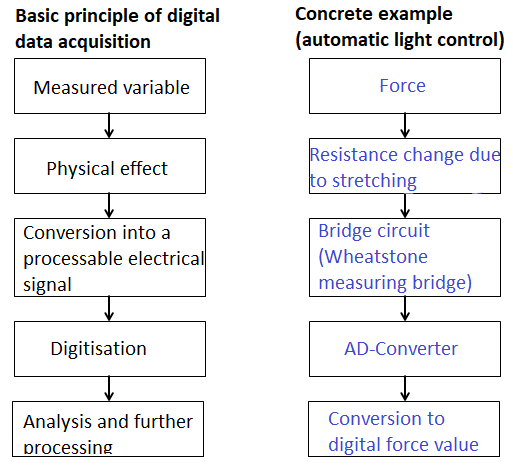 Basic principle of digital
data acquisition
Measured variable
Physical effect
Conversion into a
processable electrical
signal
Digitisation
Analysis and further
processing
Concrete example
(automatic light control)
Force
Resistance change due
to stretching
Bridge circuit
(Wheatstone
measuring bridge)
AD-Converter
Conversion to
digital force value